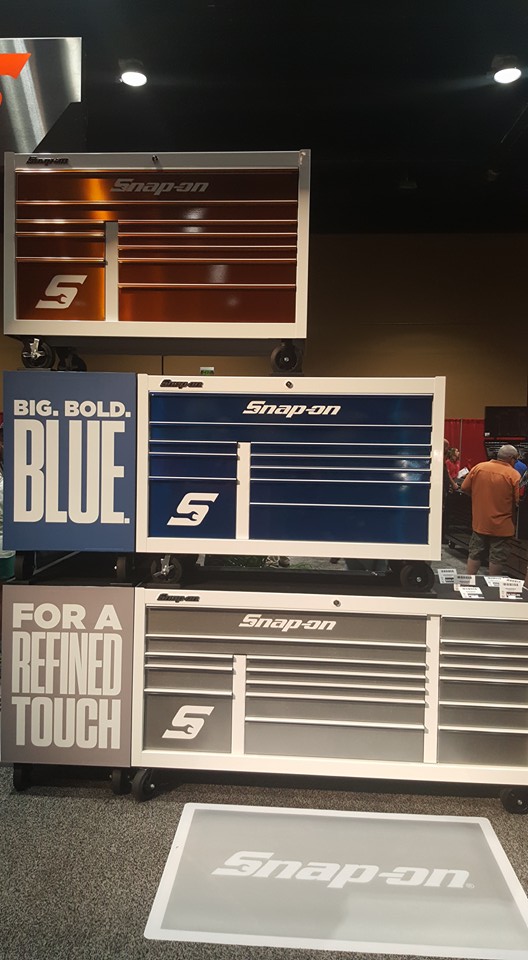 Snap-on
Snap-on
BIG. BOLD.
BLUE.
Snap-on
Snap-on
FOR A
REFINED
TOUCH
Snap-on
Snap-on
Snap-on